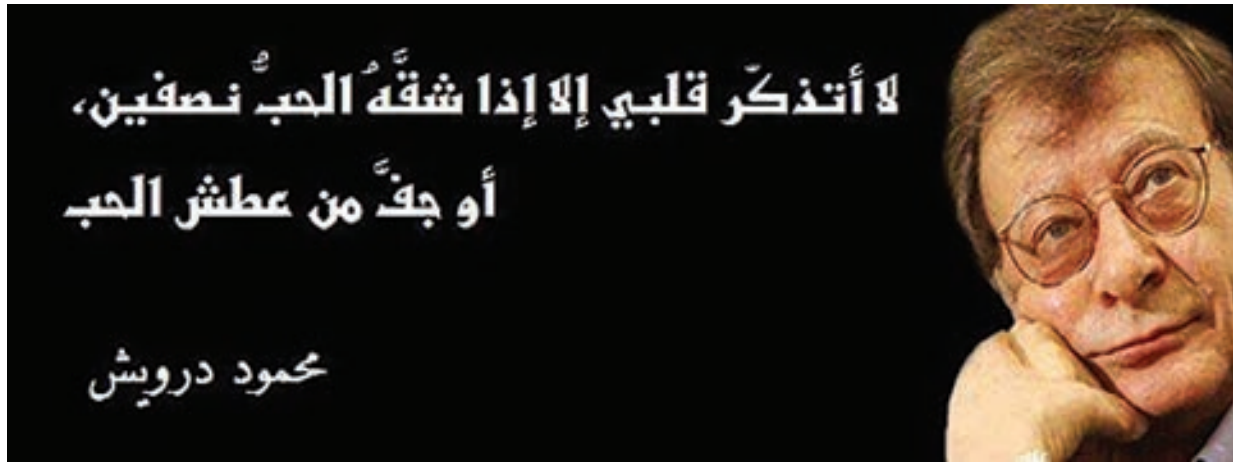 لا أتذكّر قلبي إلا إذا شقَّهُ الحبُّ نصفين،
أو جفَّ من عطش الحب
محمود درويش